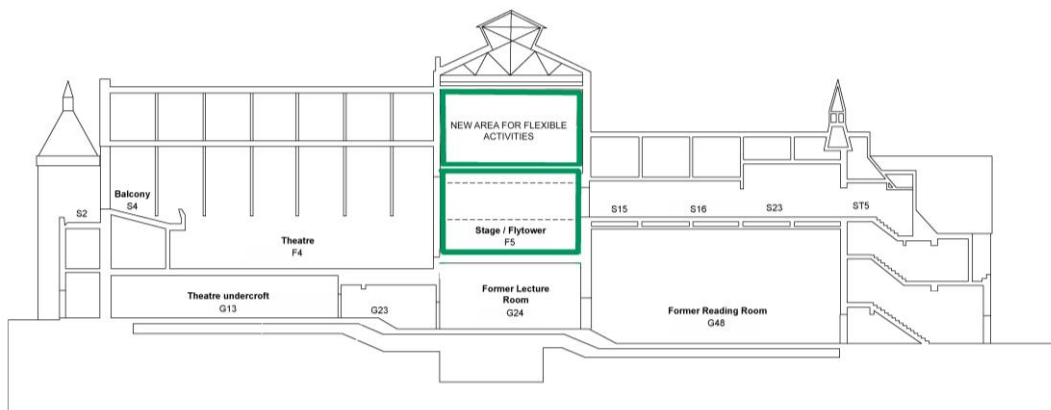 NEW AREA FOR FLEXIBLE
ACTIVITIES
Balcony
S4
S2
S15
S16
S23
ST5
Stage / Flytower
F5
Theatre
F4
Theatre undercroft
G13
G23
Former Lecture
Room
G24
Former Reading Room
G48